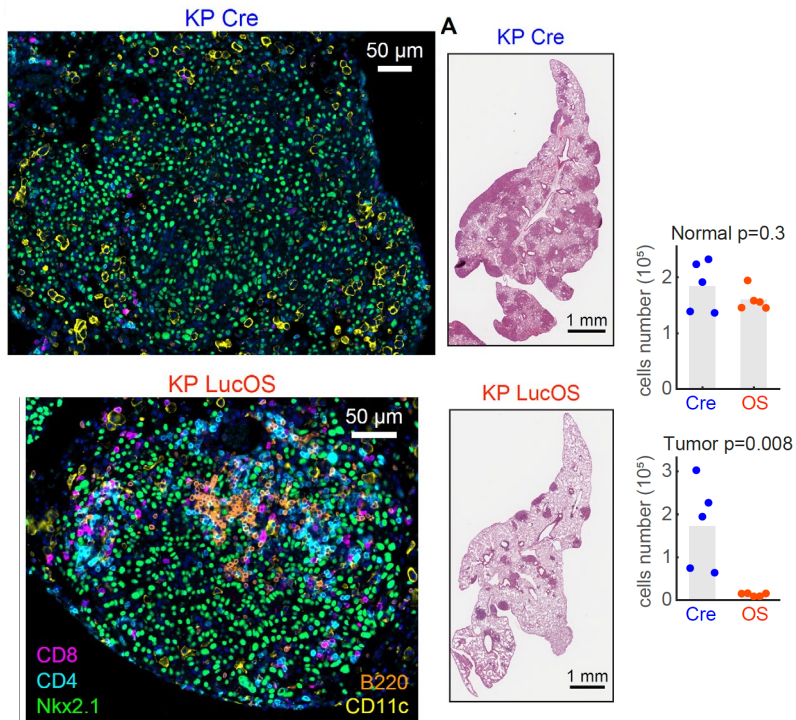 KP Cre
50 µm
KP LucOS
50 µm
CD8
CD4
Nkx2.1
B220
CD11c
A
KP Cre
1 mm
KP LucOS
1 mm
Normal p=0.3
cells number (10⁵)
2
1
0
Cre
OS
Tumor p=0.008
cells number (10⁵)
3
2
1
0
Cre
OS